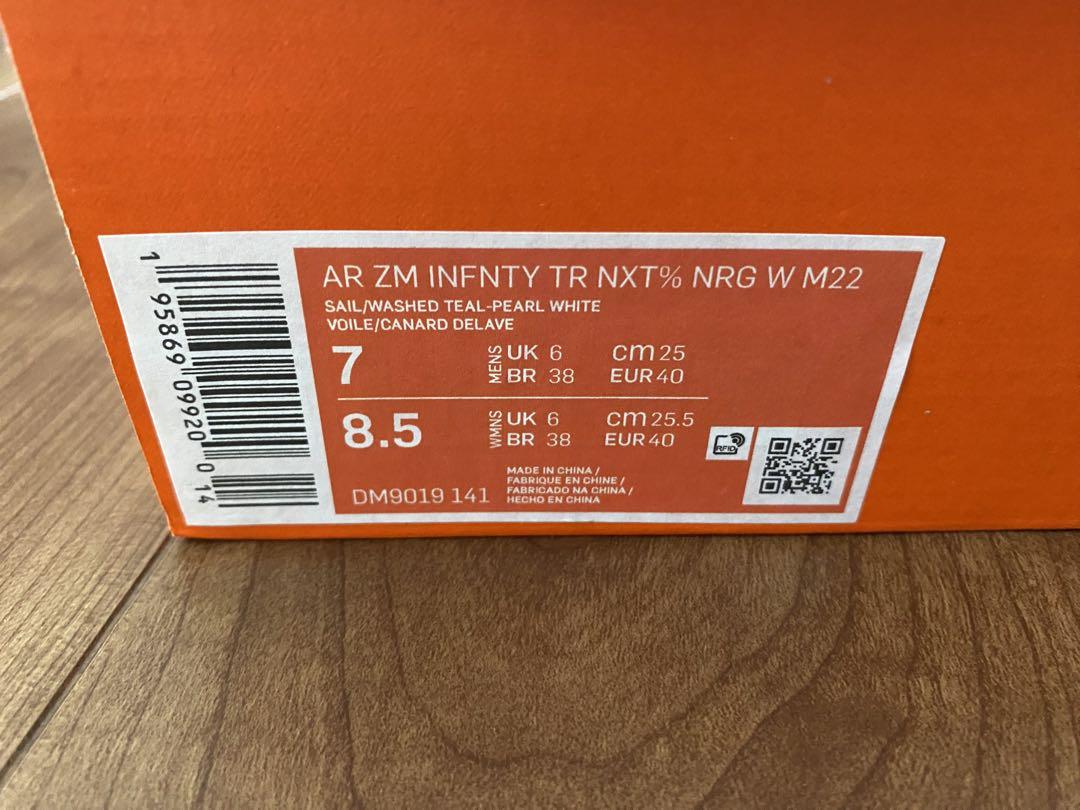 1 95869 09920 0 14
AR ZM INFNTY TR NXT% NRG W M22
SAIL/WASHED TEAL-PEARL WHITE
VOILE/CANARD DELAVE
7 MENS UK 6 cm 25
BR 38 EUR 40
8.5 WMNS UK 6 cm 25.5
BR 38 EUR 40
RFID
MADE IN CHINA /
FABRIQUE EN CHINE /
FABRICADO NA CHINA /
HECHO EN CHINA
DM9019 141